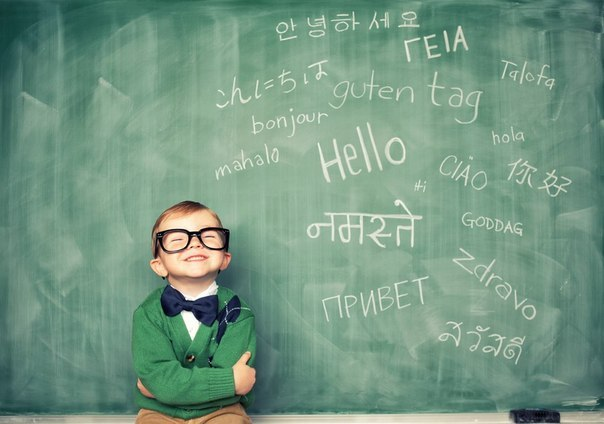 안녕하세요
ΓΕΙΑ
Talofa
こんにちは
guten tag
bonjour
hola
mahalo
Hello
CIÄO
你好
Hi
नमस्ते
GODDAG
zdravo
ПРИВЕТ
สวัสดี